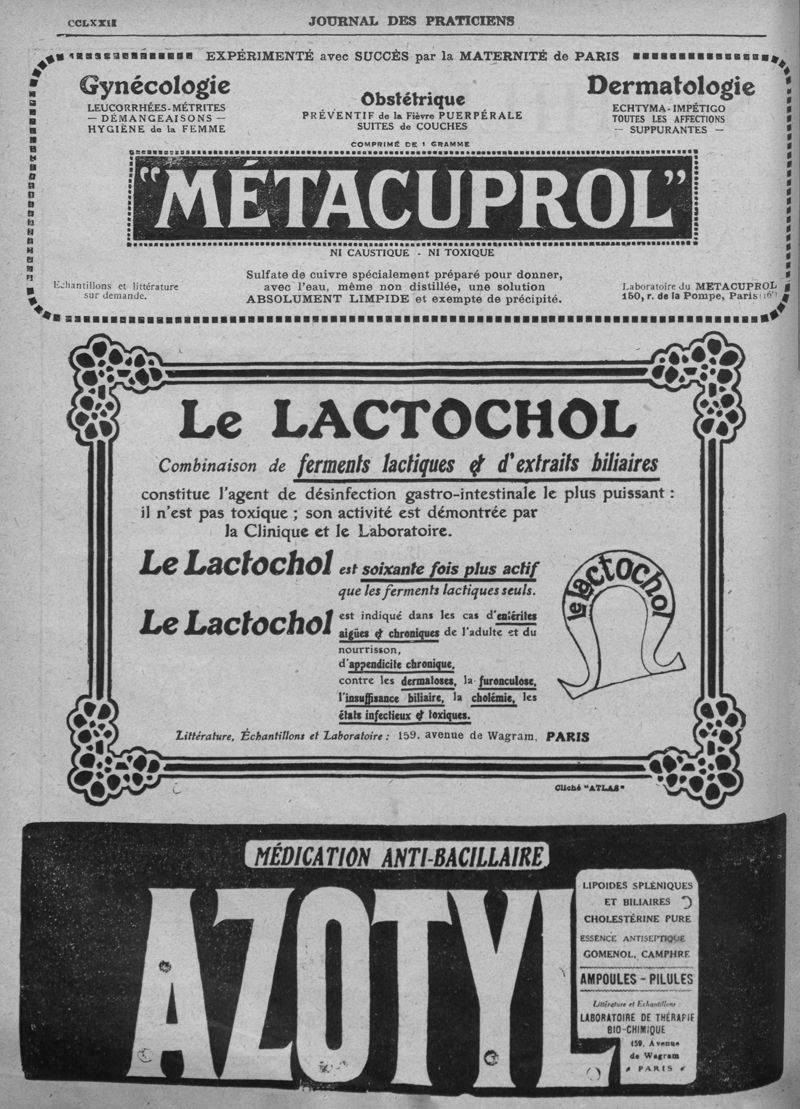 CCLXXII
JOURNAL DES PRATICIENS
EXPÉRIMENTÉ avec SUCCÈS par la MATERNITÉ de PARIS
Gynécologie
LEUCORRHÉES-MÉTRITES
— DÉMANGEAISONS —
HYGIÈNE de la FEMME
Obstétrique
PRÉVENTIF de la Fièvre PUERPÉRALE
SUITES de COUCHES
Dermatologie
ECHTYMA-IMPÉTIGO
TOUTES LES AFFECTIONS
— SUPPURANTES —
COMPRIMÉ DE 1 GRAMME
"MÉTACUPROL"
NI CAUSTIQUE - NI TOXIQUE
Echantillons et littérature
sur demande.
Sulfate de cuivre spécialement préparé pour donner,
avec l'eau, même non distillée, une solution
ABSOLUMENT LIMPIDE et exempte de précipité.
Laboratoire du METACUPROL
150, r. de la Pompe, Paris (16e)
Le LACTOCHOL
Combinaison de ferments lactiques & d'extraits biliaires
constitue l'agent de désinfection gastro-intestinale le plus puissant :
il n'est pas toxique ; son activité est démontrée par
la Clinique et le Laboratoire.
Le Lactochol est soixante fois plus actif
que les ferments lactiques seuls.
Le Lactochol est indiqué dans les cas d'entérites
aigües & chroniques de l'adulte et du
nourrisson,
d'appendicite chronique,
contre les dermatoses, la furonculose,
l'insuffisance biliaire, la cholémie, les
états infectieux & toxiques.
le lactochol
Littérature, Échantillons et Laboratoire : 159, avenue de Wagram, PARIS
Cliché "ATLAS"
MÉDICATION ANTI-BACILLAIRE
AZOTYL
LIPOIDES SPLÉNIQUES
ET BILIAIRES
CHOLESTÉRINE PURE
ESSENCE ANTISEPTIQUE
GOMENOL, CAMPHRE
AMPOULES - PILULES
Littérature et Echantillons
LABORATOIRE DE THÉRAPIE
BIO-CHIMIQUE
159, Avenue
de Wagram
PARIS